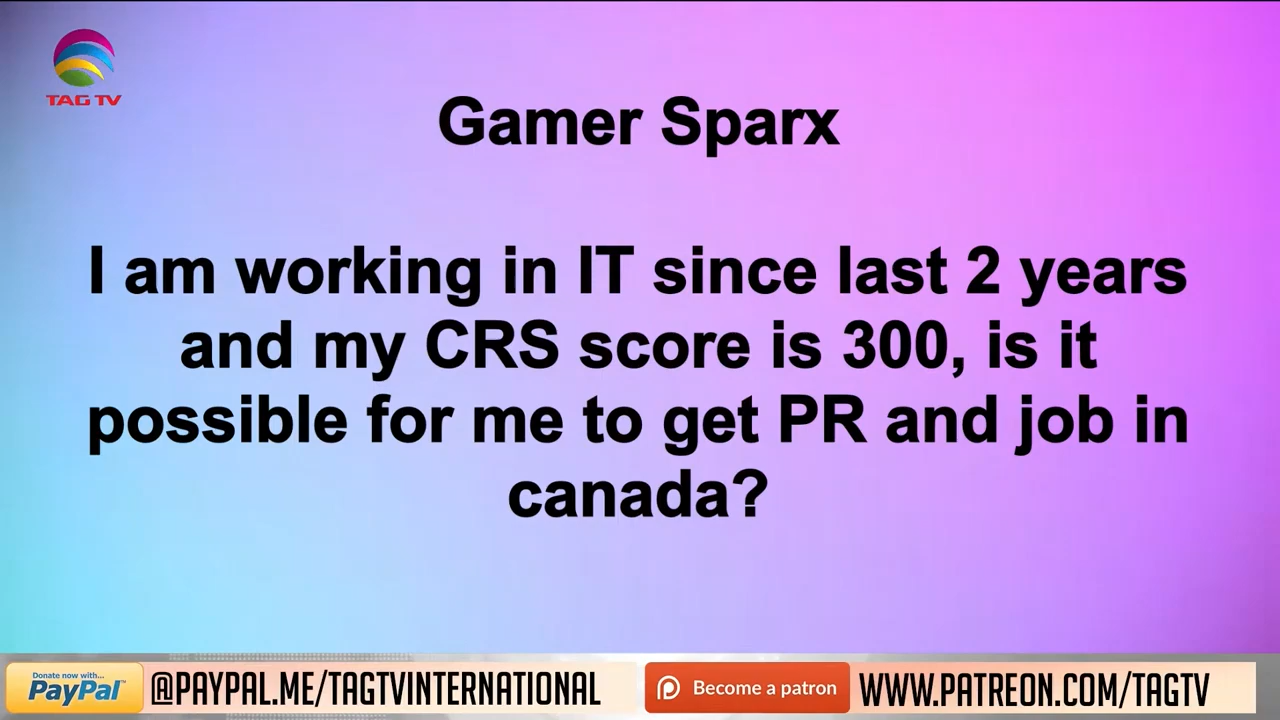 TAG TV
Gamer Sparx
I am working in IT since last 2 years
and my CRS score is 300, is it
possible for me to get PR and job in
canada?
Donate now with...
PayPal™
@PAYPAL.ME/TAGTVINTERNATIONAL
Become a patron
WWW.PATREON.COM/TAGTV